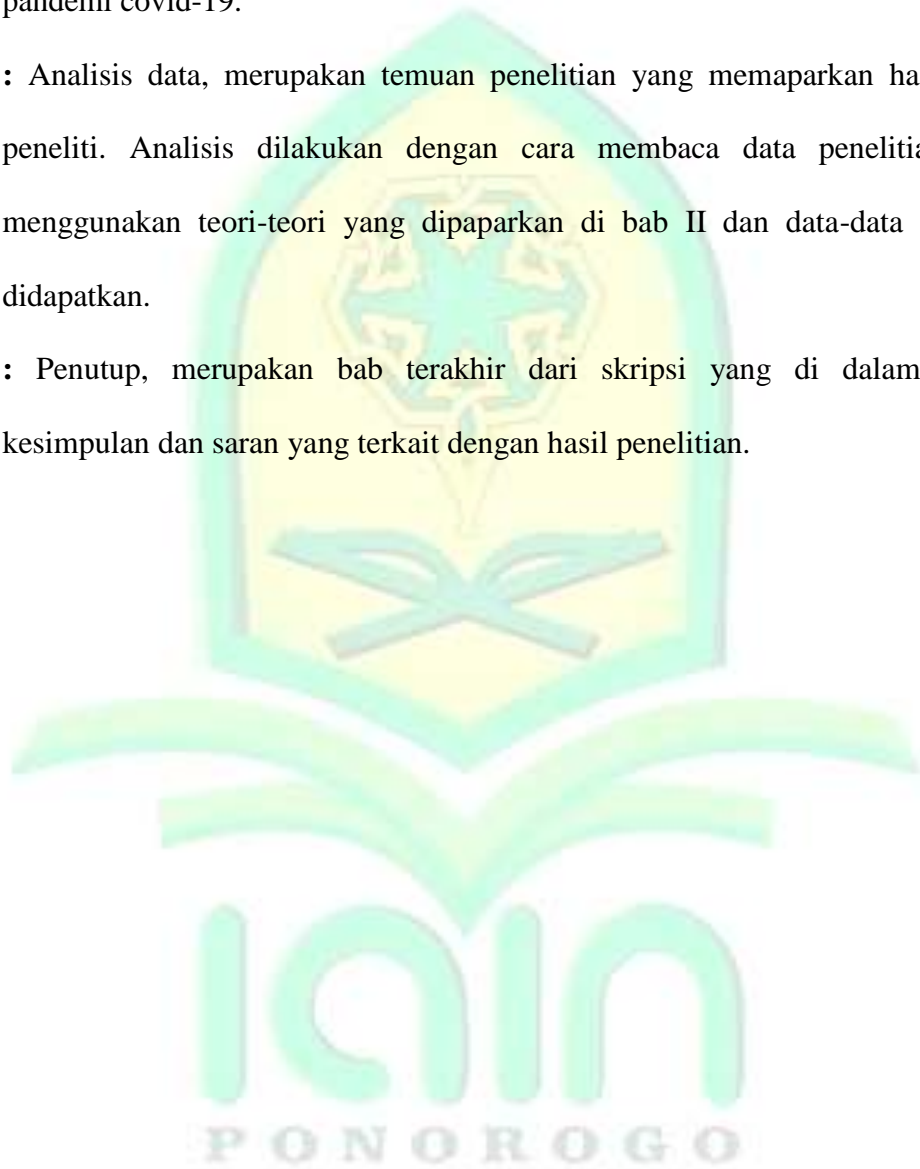 pandemi covid-19.
: Analisis data, merupakan temuan penelitian yang memaparkan ha
peneliti. Analisis dilakukan dengan cara membaca data penelitia
menggunakan teori-teori yang dipaparkan di bab II dan data-data
didapatkan.
: Penutup, merupakan bab terakhir dari skripsi yang di dalam
kesimpulan dan saran yang terkait dengan hasil penelitian.
iain
PONOROGO